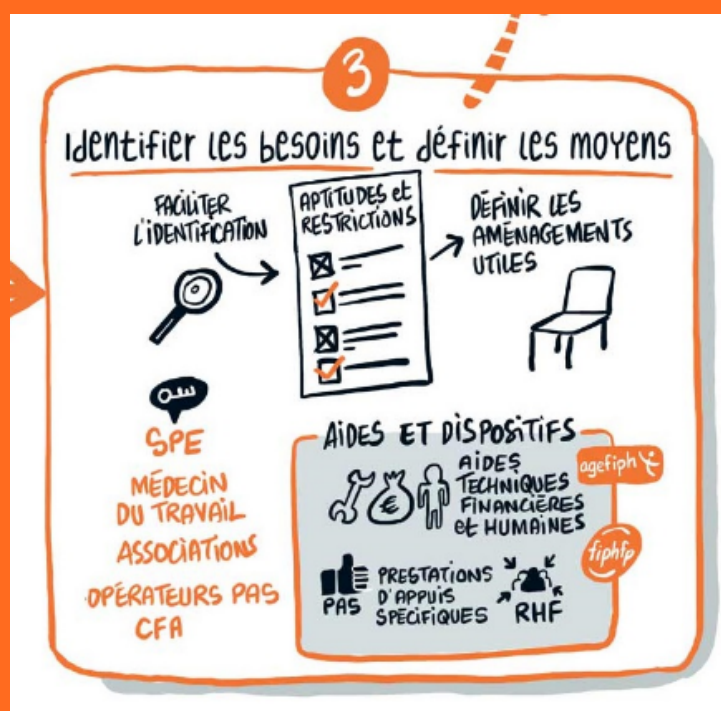 3
Identifier les besoins et définir les moyens
FACILITER
L'IDENTIFICATION
APTITUDES et
RESTRICTIONS
DÉFINIR LES
AMÉNAGEMENTS
UTILES
SPE
MÉDECIN
DU TRAVAIL
ASSOCIATIONS
OPÉRATEURS PAS
CFA
AIDES ET DISPOSITIFS
€
AIDES
TECHNIQUES
FINANCIÈRES
et HUMAINES
agefiph
fiphfp
PAS
PRESTATIONS
D'APPUIS
SPÉCIFIQUES
RHF